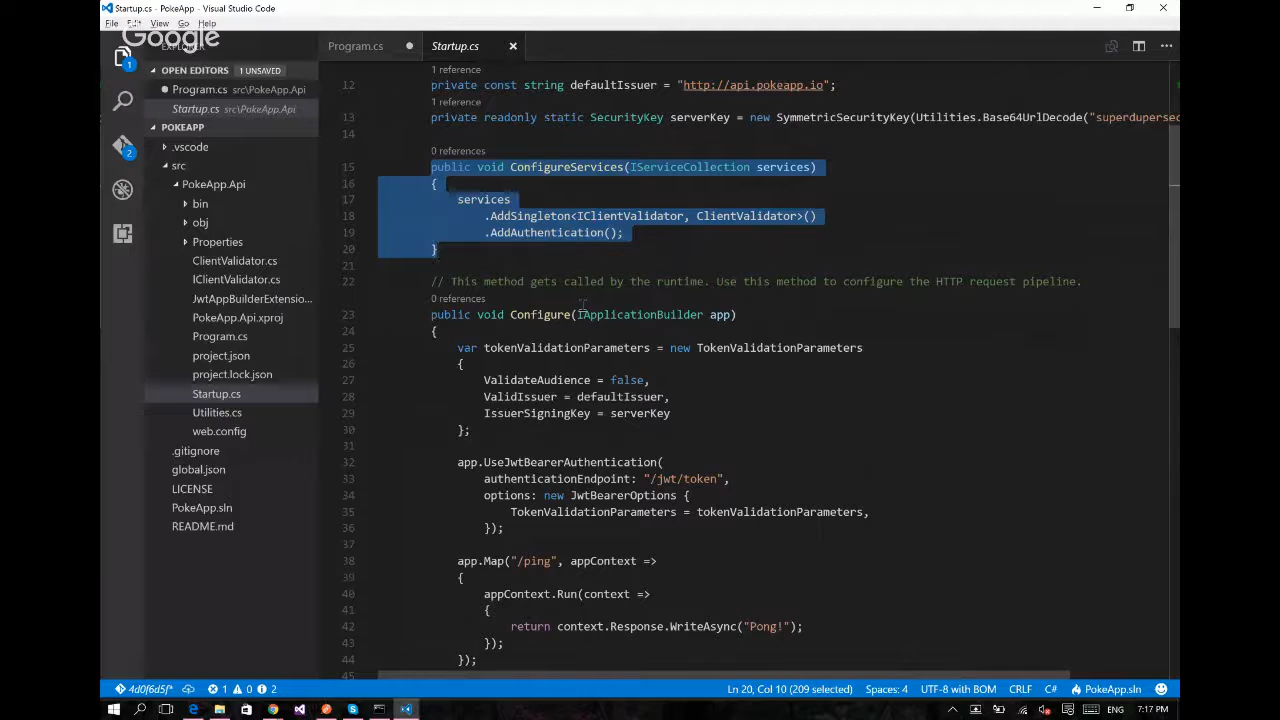 Startup.cs - PokeApp - Visual Studio Code
File Edit View Go Help
Google
EXPLORER
Program.cs
Startup.cs
OPEN EDITORS 1 UNSAVED
Program.cs src\PokeApp.Api
Startup.cs src\PokeApp.Api
POKEAPP
.vscode
src
PokeApp.Api
bin
obj
Properties
ClientValidator.cs
IClientValidator.cs
JwtAppBuilderExtensio...
PokeApp.Api.xproj
Program.cs
project.json
project.lock.json
Startup.cs
Utilities.cs
web.config
.gitignore
global.json
LICENSE
PokeApp.sln
README.md
1
2
1 reference
12 private const string defaultIssuer = "http://api.pokeapp.io";
1 reference
13 private readonly static SecurityKey serverKey = new SymmetricSecurityKey(Utilities.Base64UrlDecode("superdupersec
14
0 references
15 public void ConfigureServices(IServiceCollection services)
16 {
17 services
18 .AddSingleton<IClientValidator, ClientValidator>()
19 .AddAuthentication();
20 }
21
22 // This method gets called by the runtime. Use this method to configure the HTTP request pipeline.
0 references
23 public void Configure(IApplicationBuilder app)
24 {
25 var tokenValidationParameters = new TokenValidationParameters
26 {
27 ValidateAudience = false,
28 ValidIssuer = defaultIssuer,
29 IssuerSigningKey = serverKey
30 };
31
32 app.UseJwtBearerAuthentication(
33 authenticationEndpoint: "/jwt/token",
34 options: new JwtBearerOptions {
35 TokenValidationParameters = tokenValidationParameters,
36 });
37
38 app.Map("/ping", appContext =>
39 {
40 appContext.Run(context =>
41 {
42 return context.Response.WriteAsync("Pong!");
43 });
44 });
45
4d0f6d5f* 1 0 2
Ln 20, Col 10 (209 selected) Spaces: 4 UTF-8 with BOM CRLF C# PokeApp.sln
ENG 7:17 PM